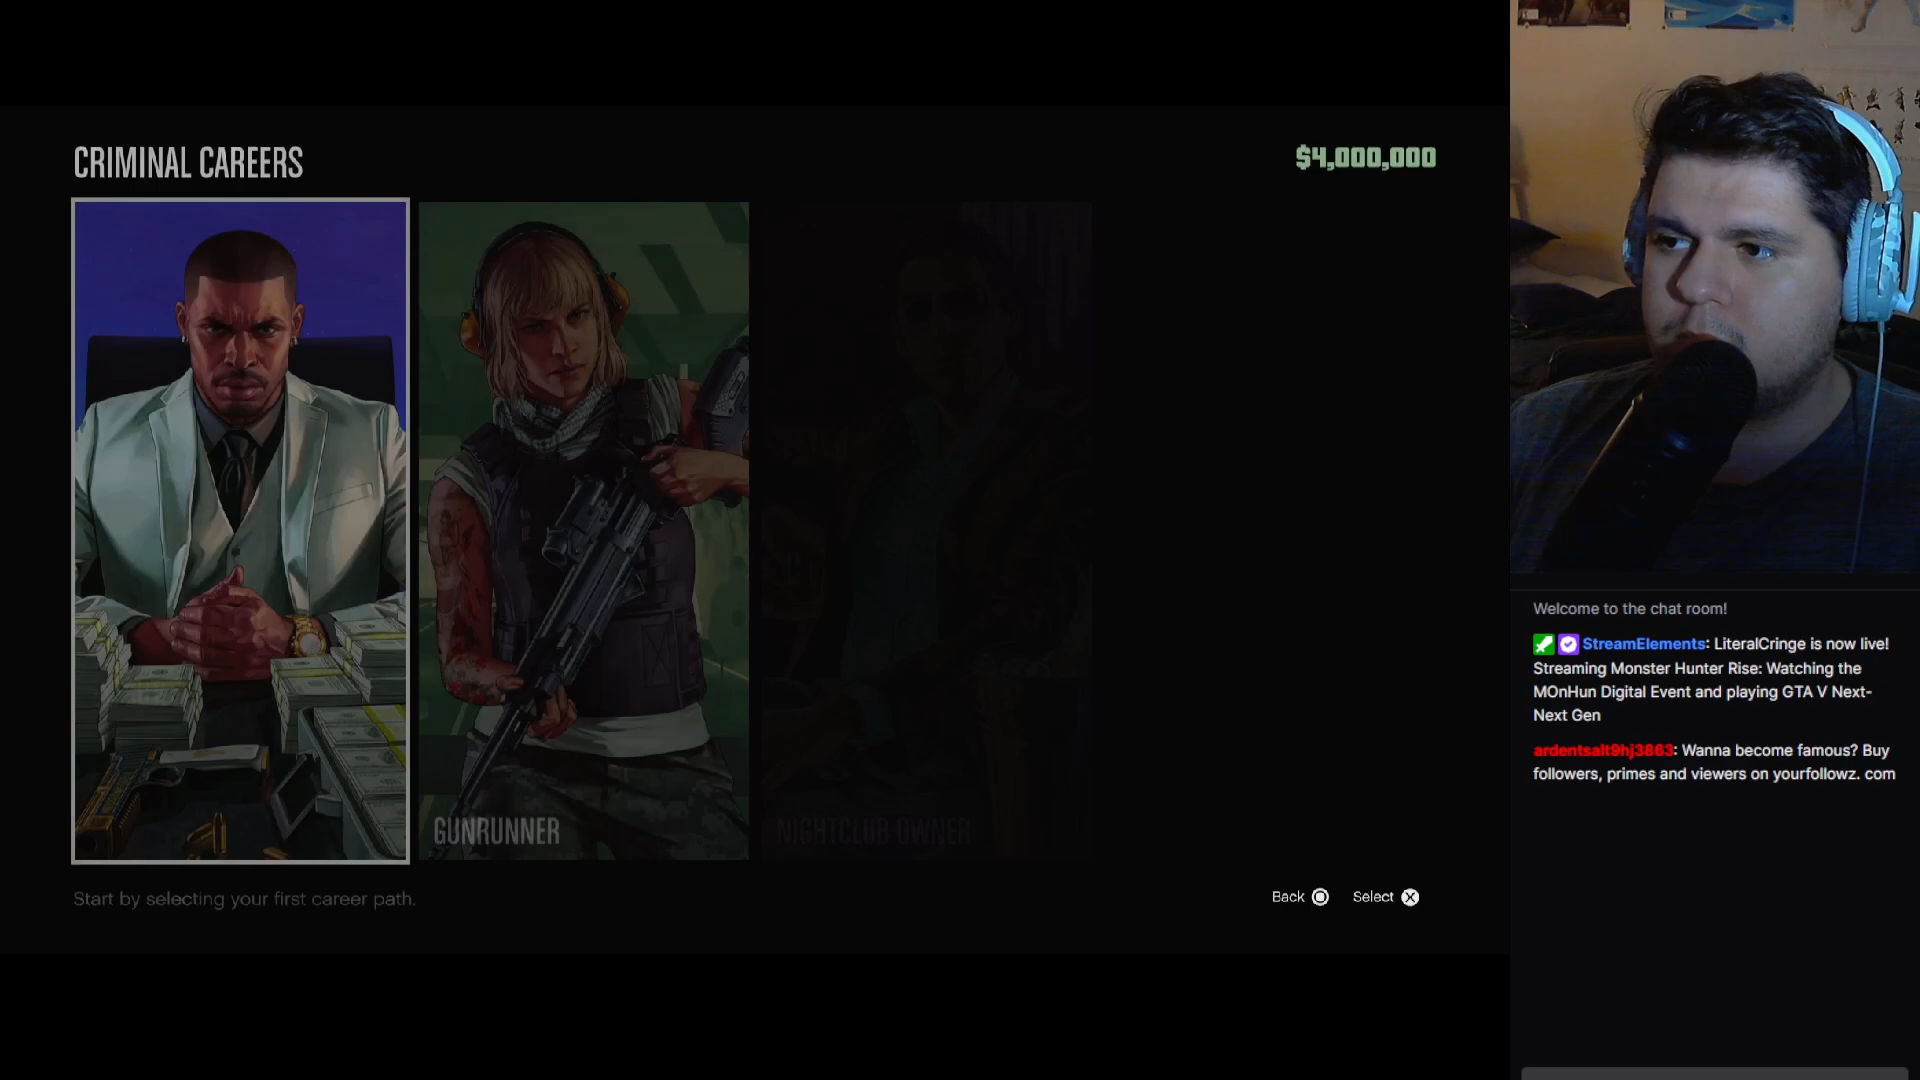 CRIMINAL CAREERS
$4,000,000
GUNRUNNER
NIGHTCLUB OWNER
Start by selecting your first career path.
Back
Select
Welcome to the chat room!
StreamElements: LiteralCringe is now live!
Streaming Monster Hunter Rise: Watching the
MOnHun Digital Event and playing GTA V Next-
Next Gen
ardentsalt9hj3863: Wanna become famous? Buy
followers, primes and viewers on yourfollowz. com